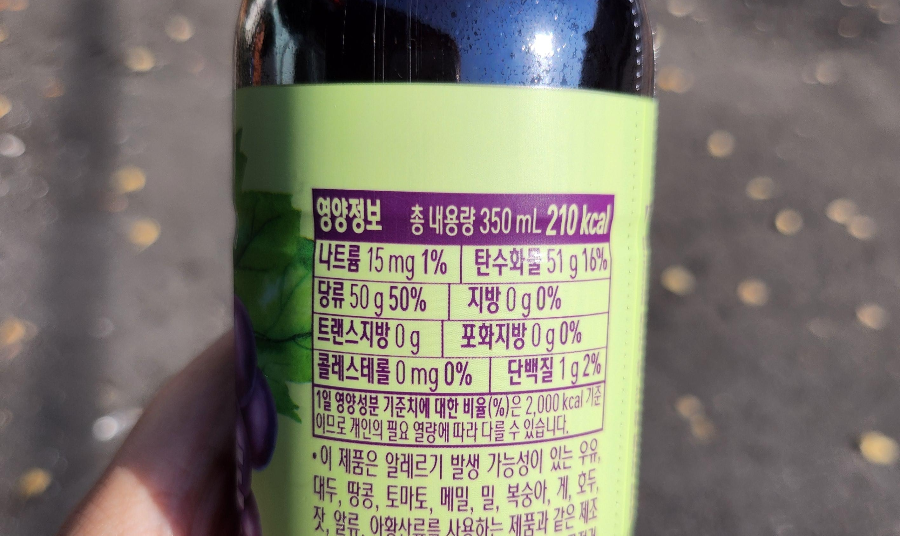 영양정보 총 내용량 350 mL 210 kcal
나트륨 15 mg 1% 탄수화물 51 g 16%
당류 50 g 50% 지방 0 g 0%
트랜스지방 0 g 포화지방 0 g 0%
콜레스테롤 0 mg 0% 단백질 1 g 2%
1일 영양성분 기준치에 대한 비율(%)은 2,000 kcal 기준
이므로 개인의 필요 열량에 따라 다를 수 있습니다.
• 이 제품은 알레르기 발생 가능성이 있는 우유,
대두, 땅콩, 토마토, 메밀, 밀, 복숭아, 게, 호두,
잣, 알류, 아황산류를 사용하는 제품과 같은 제조